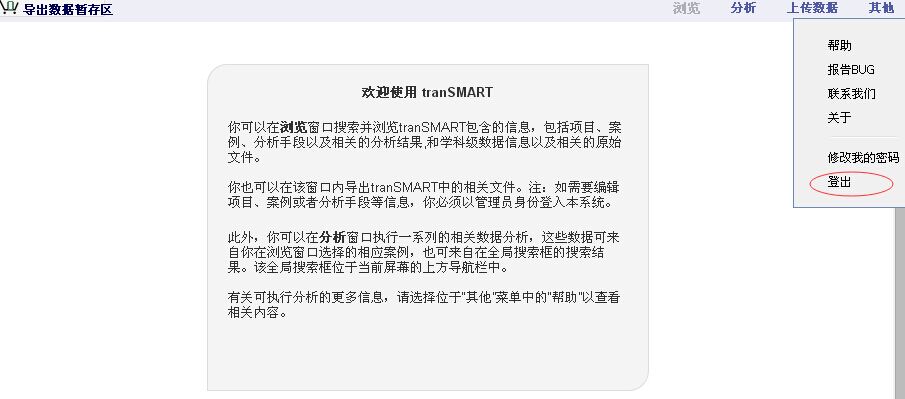 导出数据暂存区
浏览 分析 上传数据 其他
帮助
报告BUG
联系我们
关于
修改我的密码
登出
欢迎使用 tranSMART
你可以在浏览窗口搜索并浏览tranSMART包含的信息，包括项目、案
例、分析手段以及相关的分析结果,和学科级数据信息以及相关的原始
文件。
你也可以在该窗口内导出tranSMART中的相关文件。注：如需要编辑
项目、案例或者分析手段等信息，你必须以管理员身份登入本系统。
此外，你可以在分析窗口执行一系列的相关数据分析，这些数据可来
自你在浏览窗口选择的相应案例，也可来自在全局搜索框的搜索结
果。该全局搜索框位于当前屏幕的上方导航栏中。
有关可执行分析的更多信息，请选择位于"其他"菜单中的"帮助"以查看
相关内容。